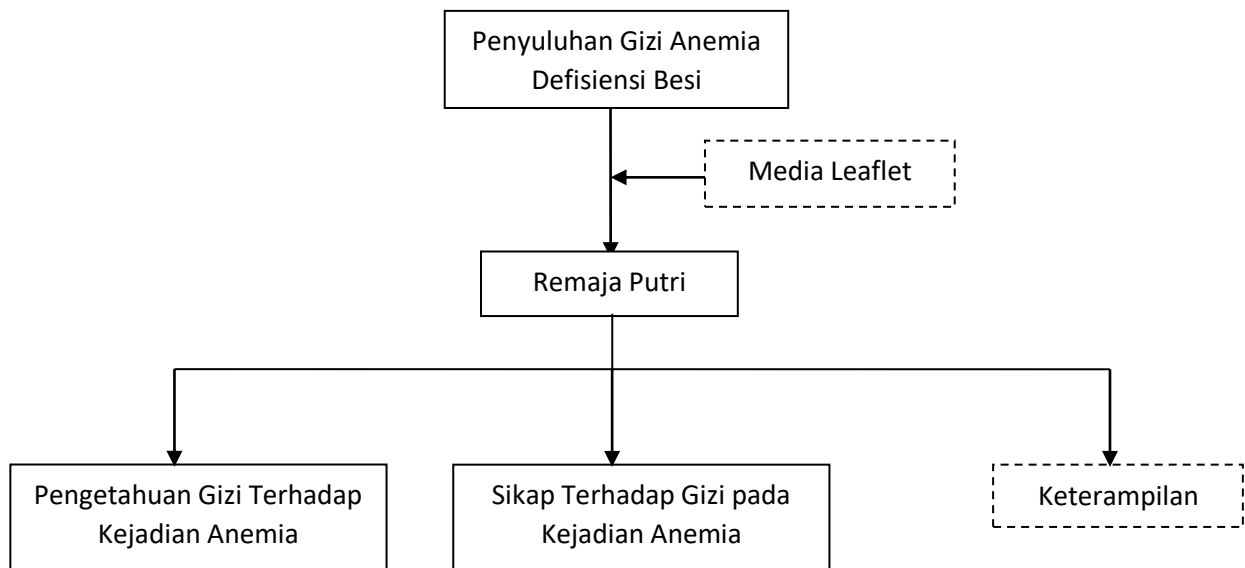 Penyuluhan Gizi Anemia
Defisiensi Besi
Media Leaflet
Remaja Putri
Pengetahuan Gizi Terhadap
Kejadian Anemia
Sikap Terhadap Gizi pada
Kejadian Anemia
Keterampilan